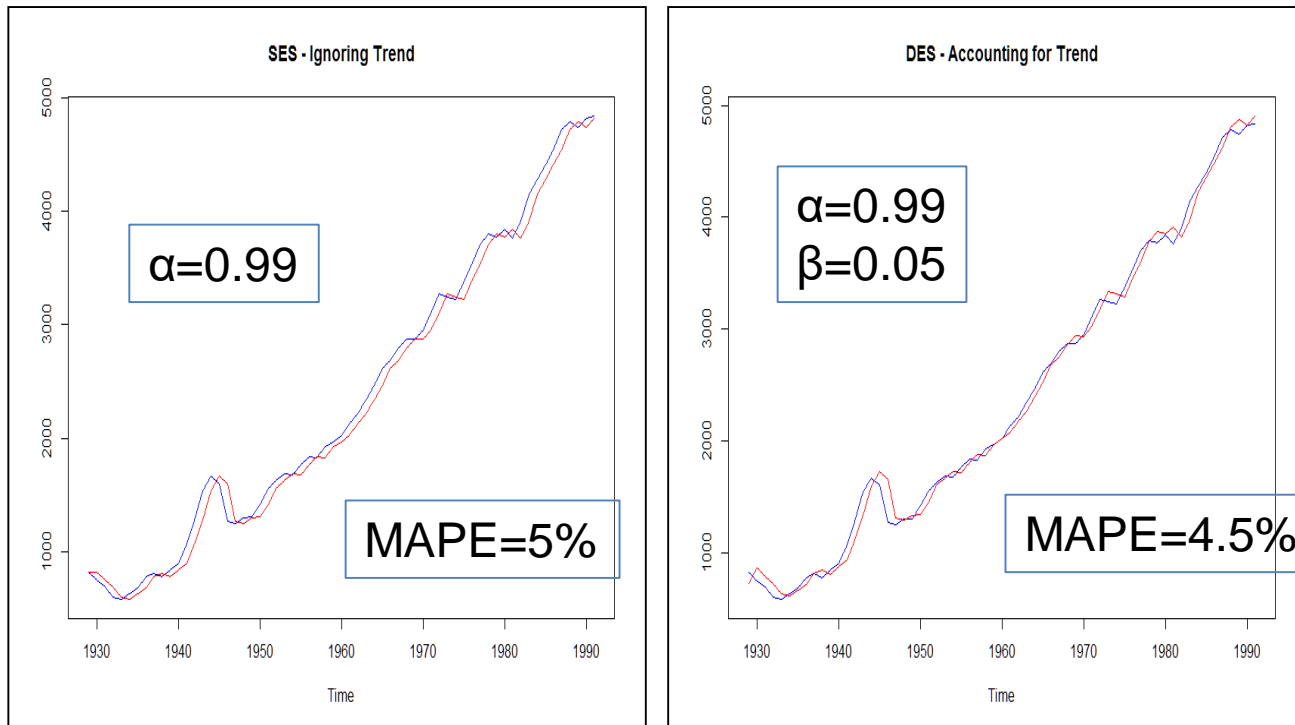 SES - Ignoring Trend
5000
4000
3000
2000
1000
α=0.99
MAPE=5%
1930 1940 1950 1960 1970 1980 1990
Time
DES - Accounting for Trend
5000
4000
3000
2000
1000
α=0.99
β=0.05
MAPE=4.5%
1930 1940 1950 1960 1970 1980 1990
Time